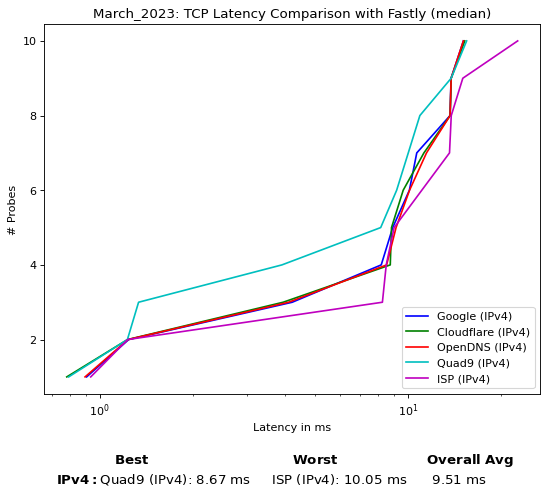 March_2023: TCP Latency Comparison with Fastly (median)
10
8
6
4
2
# Probes
Google (IPv4)
Cloudflare (IPv4)
OpenDNS (IPv4)
Quad9 (IPv4)
ISP (IPv4)
10⁰ 10¹
Latency in ms
Best Worst Overall Avg
IPv4: Quad9 (IPv4): 8.67 ms ISP (IPv4): 10.05 ms 9.51 ms